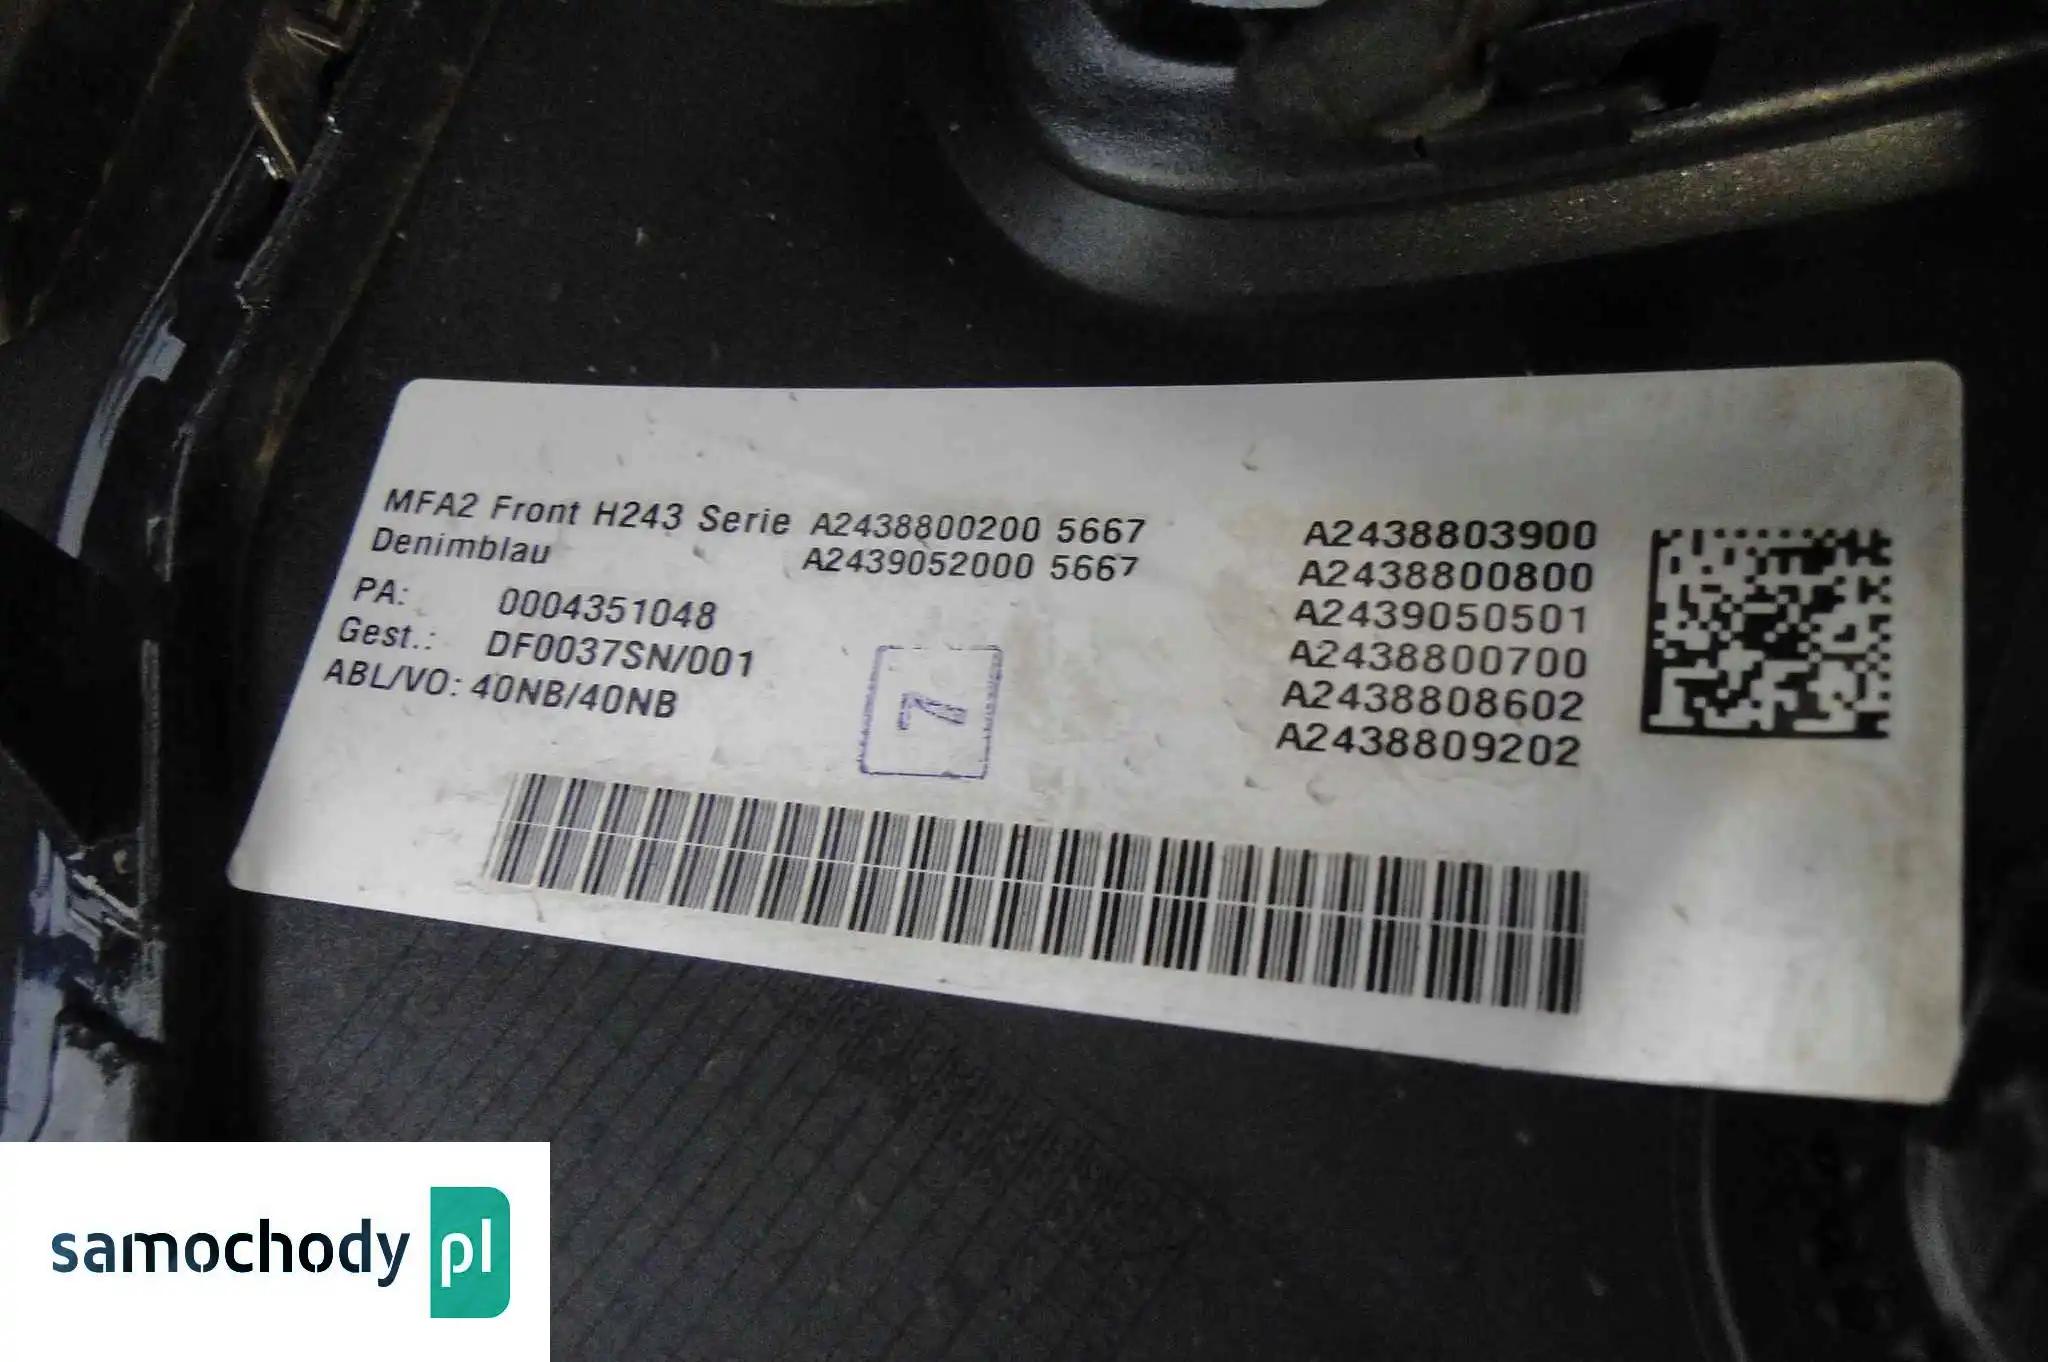 MFA2 Front H243 Serie A2438800200 5667
Denimblau A2439052000 5667
PA: 0004351048
Gest.: DF0037SN/001
ABL/VO: 40NB/40NB
7
A2438803900
A2438800800
A2439050501
A2438800700
A2438808602
A2438809202
samochody pl